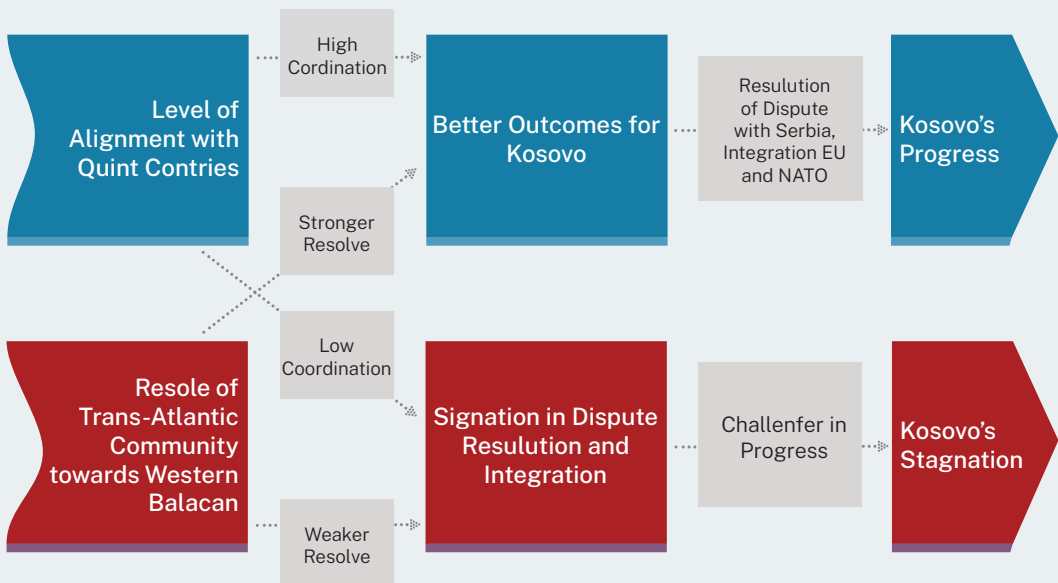 High
Cordination
Level of
Alignment with
Quint Contries
Better Outcomes for
Kosovo
Resulution
of Dispute
with Serbia,
Integration EU
and NATO
Kosovo's
Progress
Stronger
Resolve
Low
Coordination
Resole of
Trans-Atlantic
Community
towards Western
Balacan
Signation in Dispute
Resulution and
Integration
Challenfer in
Progress
Kosovo's
Stagnation
Weaker
Resolve